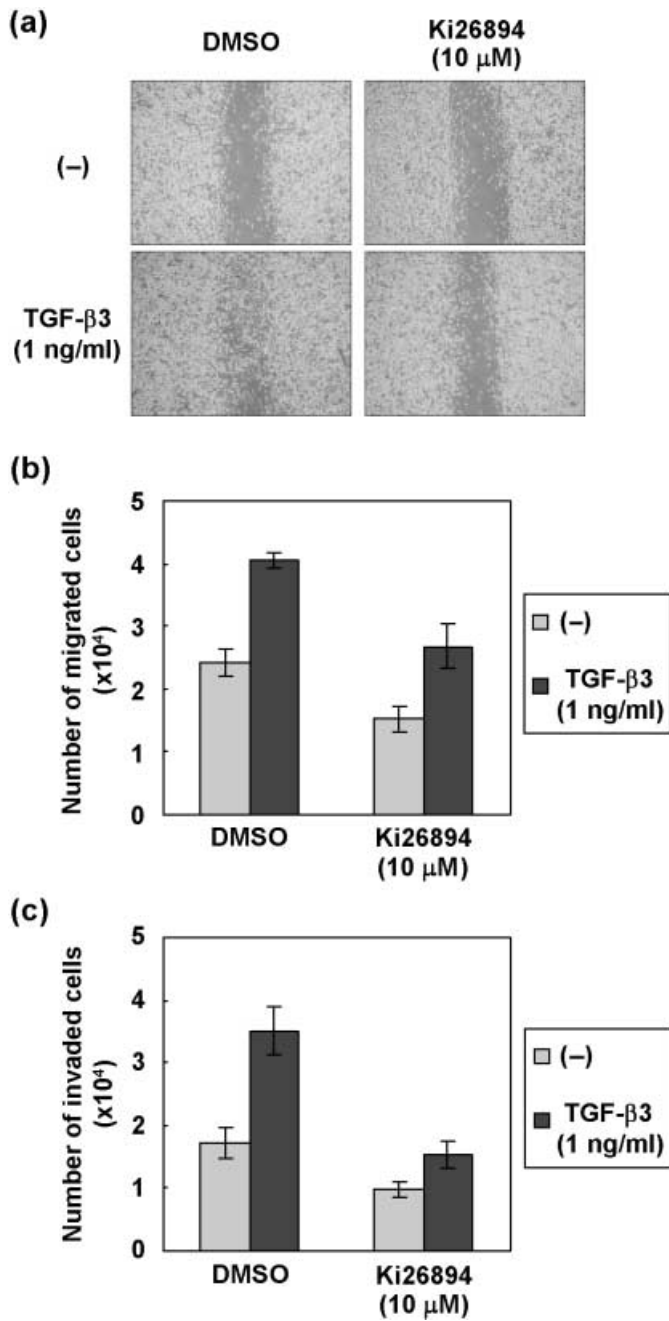 (a)
DMSO
Ki26894
(10 μM)
(–)
TGF-β3
(1 ng/ml)
(b)
Number of migrated cells
(x10⁴)
5
4
3
2
1
0
DMSO
Ki26894
(10 μM)
(–)
TGF-β3
(1 ng/ml)
(c)
Number of invaded cells
(x10⁴)
5
4
3
2
1
0
DMSO
Ki26894
(10 μM)
(–)
TGF-β3
(1 ng/ml)